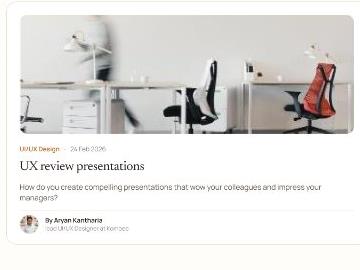 UI/UX Design · 24 Feb 2026
UX review presentations
How do you create compelling presentations that wow your colleagues and impress your
managers?
By Aryan Kantharia
lead UI/UX Designer at Kombee